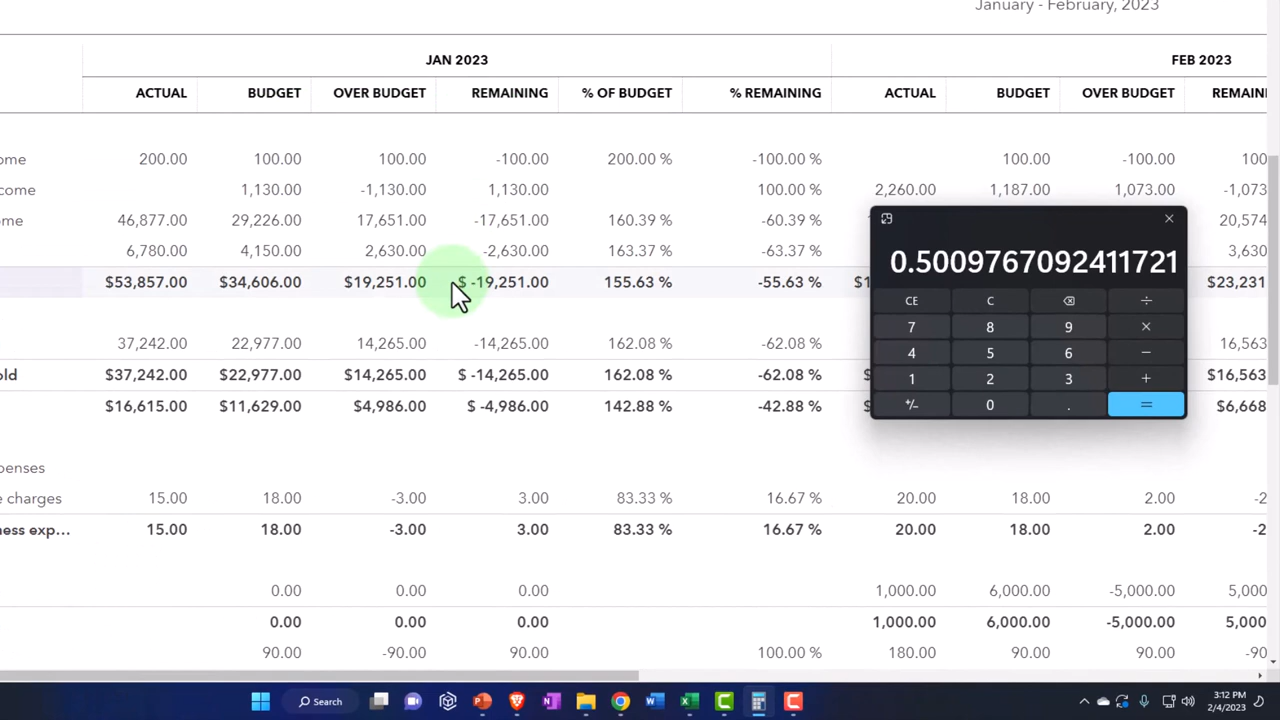 January - February, 2023
JAN 2023 FEB 2023
ACTUAL BUDGET OVER BUDGET REMAINING % OF BUDGET % REMAINING ACTUAL BUDGET OVER BUDGET REMAIN
ome 200.00 100.00 100.00 -100.00 200.00 % -100.00 % 100.00 -100.00 100
come 1,130.00 -1,130.00 1,130.00 100.00 % 2,260.00 1,187.00 1,073.00 -1,073
ome 46,877.00 29,226.00 17,651.00 -17,651.00 160.39 % -60.39 % 20,574
6,780.00 4,150.00 2,630.00 -2,630.00 163.37 % -63.37 % 3,630
$53,857.00 $34,606.00 $19,251.00 $ -19,251.00 155.63 % -55.63 % $1 $23,231
37,242.00 22,977.00 14,265.00 -14,265.00 162.08 % -62.08 % 16,563
old $37,242.00 $22,977.00 $14,265.00 $ -14,265.00 162.08 % -62.08 % $16,563
$16,615.00 $11,629.00 $4,986.00 $ -4,986.00 142.88 % -42.88 % $6,668
penses
e charges 15.00 18.00 -3.00 3.00 83.33 % 16.67 % 20.00 18.00 2.00 -2
ness exp... 15.00 18.00 -3.00 3.00 83.33 % 16.67 % 20.00 18.00 2.00 -2
0.00 0.00 0.00 1,000.00 6,000.00 -5,000.00 5,000
0.00 0.00 0.00 1,000.00 6,000.00 -5,000.00 5,000
90.00 -90.00 90.00 100.00 % 180.00 90.00 90.00 -90
0.5009767092411721
CE C ⌫ ÷
7 8 9 ×
4 5 6 −
1 2 3 +
+/- 0 . =
Search
3:12 PM
2/4/2023